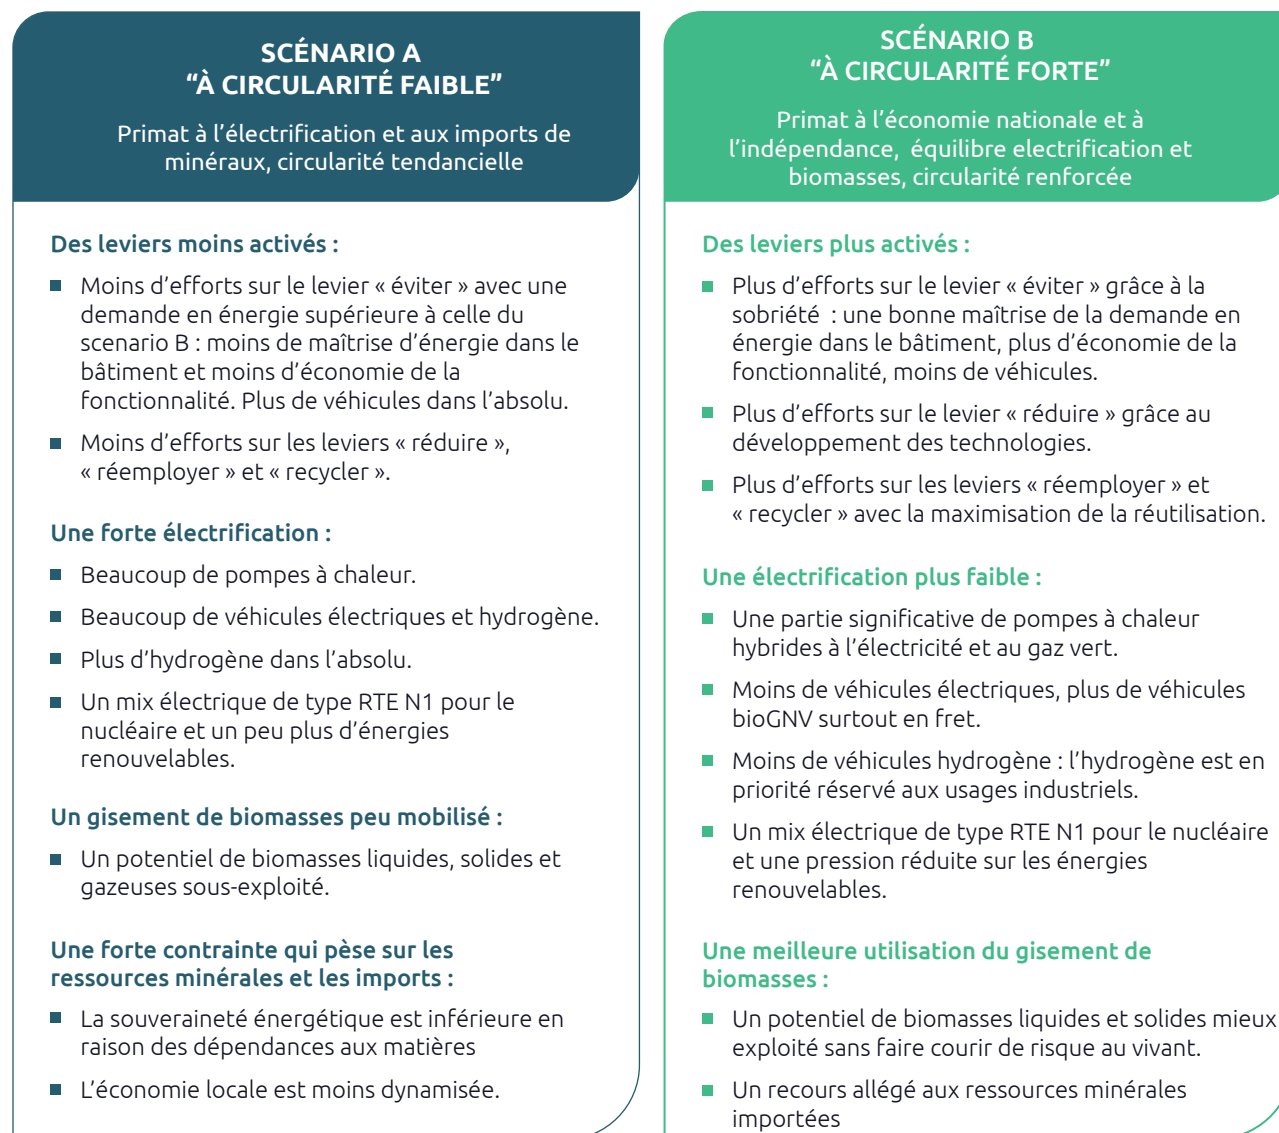 SCÉNARIO A
“À CIRCULARITÉ FAIBLE”
Primat à l’électrification et aux imports de
minéraux, circularité tendancielle
Des leviers moins activés :
Moins d’efforts sur le levier « éviter » avec une
demande en énergie supérieure à celle du
scenario B : moins de maîtrise d’énergie dans le
bâtiment et moins d’économie de la
fonctionnalité. Plus de véhicules dans l’absolu.
Moins d’efforts sur les leviers « réduire »,
« réemployer » et « recycler ».
Une forte électrification :
Beaucoup de pompes à chaleur.
Beaucoup de véhicules électriques et hydrogène.
Plus d’hydrogène dans l’absolu.
Un mix électrique de type RTE N1 pour le
nucléaire et un peu plus d’énergies
renouvelables.
Un gisement de biomasses peu mobilisé :
Un potentiel de biomasses liquides, solides et
gazeuses sous-exploité.
Une forte contrainte qui pèse sur les
ressources minérales et les imports :
La souveraineté énergétique est inférieure en
raison des dépendances aux matières
L’économie locale est moins dynamisée.
SCÉNARIO B
“À CIRCULARITÉ FORTE”
Primat à l’économie nationale et à
l’indépendance, équilibre electrification et
biomasses, circularité renforcée
Des leviers plus activés :
Plus d’efforts sur le levier « éviter » grâce à la
sobriété : une bonne maîtrise de la demande en
énergie dans le bâtiment, plus d’économie de la
fonctionnalité, moins de véhicules.
Plus d’efforts sur le levier « réduire » grâce au
développement des technologies.
Plus d’efforts sur les leviers « réemployer » et
« recycler » avec la maximisation de la réutilisation.
Une électrification plus faible :
Une partie significative de pompes à chaleur
hybrides à l’électricité et au gaz vert.
Moins de véhicules électriques, plus de véhicules
bioGNV surtout en fret.
Moins de véhicules hydrogène : l’hydrogène est en
priorité réservé aux usages industriels.
Un mix électrique de type RTE N1 pour le nucléaire
et une pression réduite sur les énergies
renouvelables.
Une meilleure utilisation du gisement de
biomasses :
Un potentiel de biomasses liquides et solides mieux
exploité sans faire courir de risque au vivant.
Un recours allégé aux ressources minérales
importées